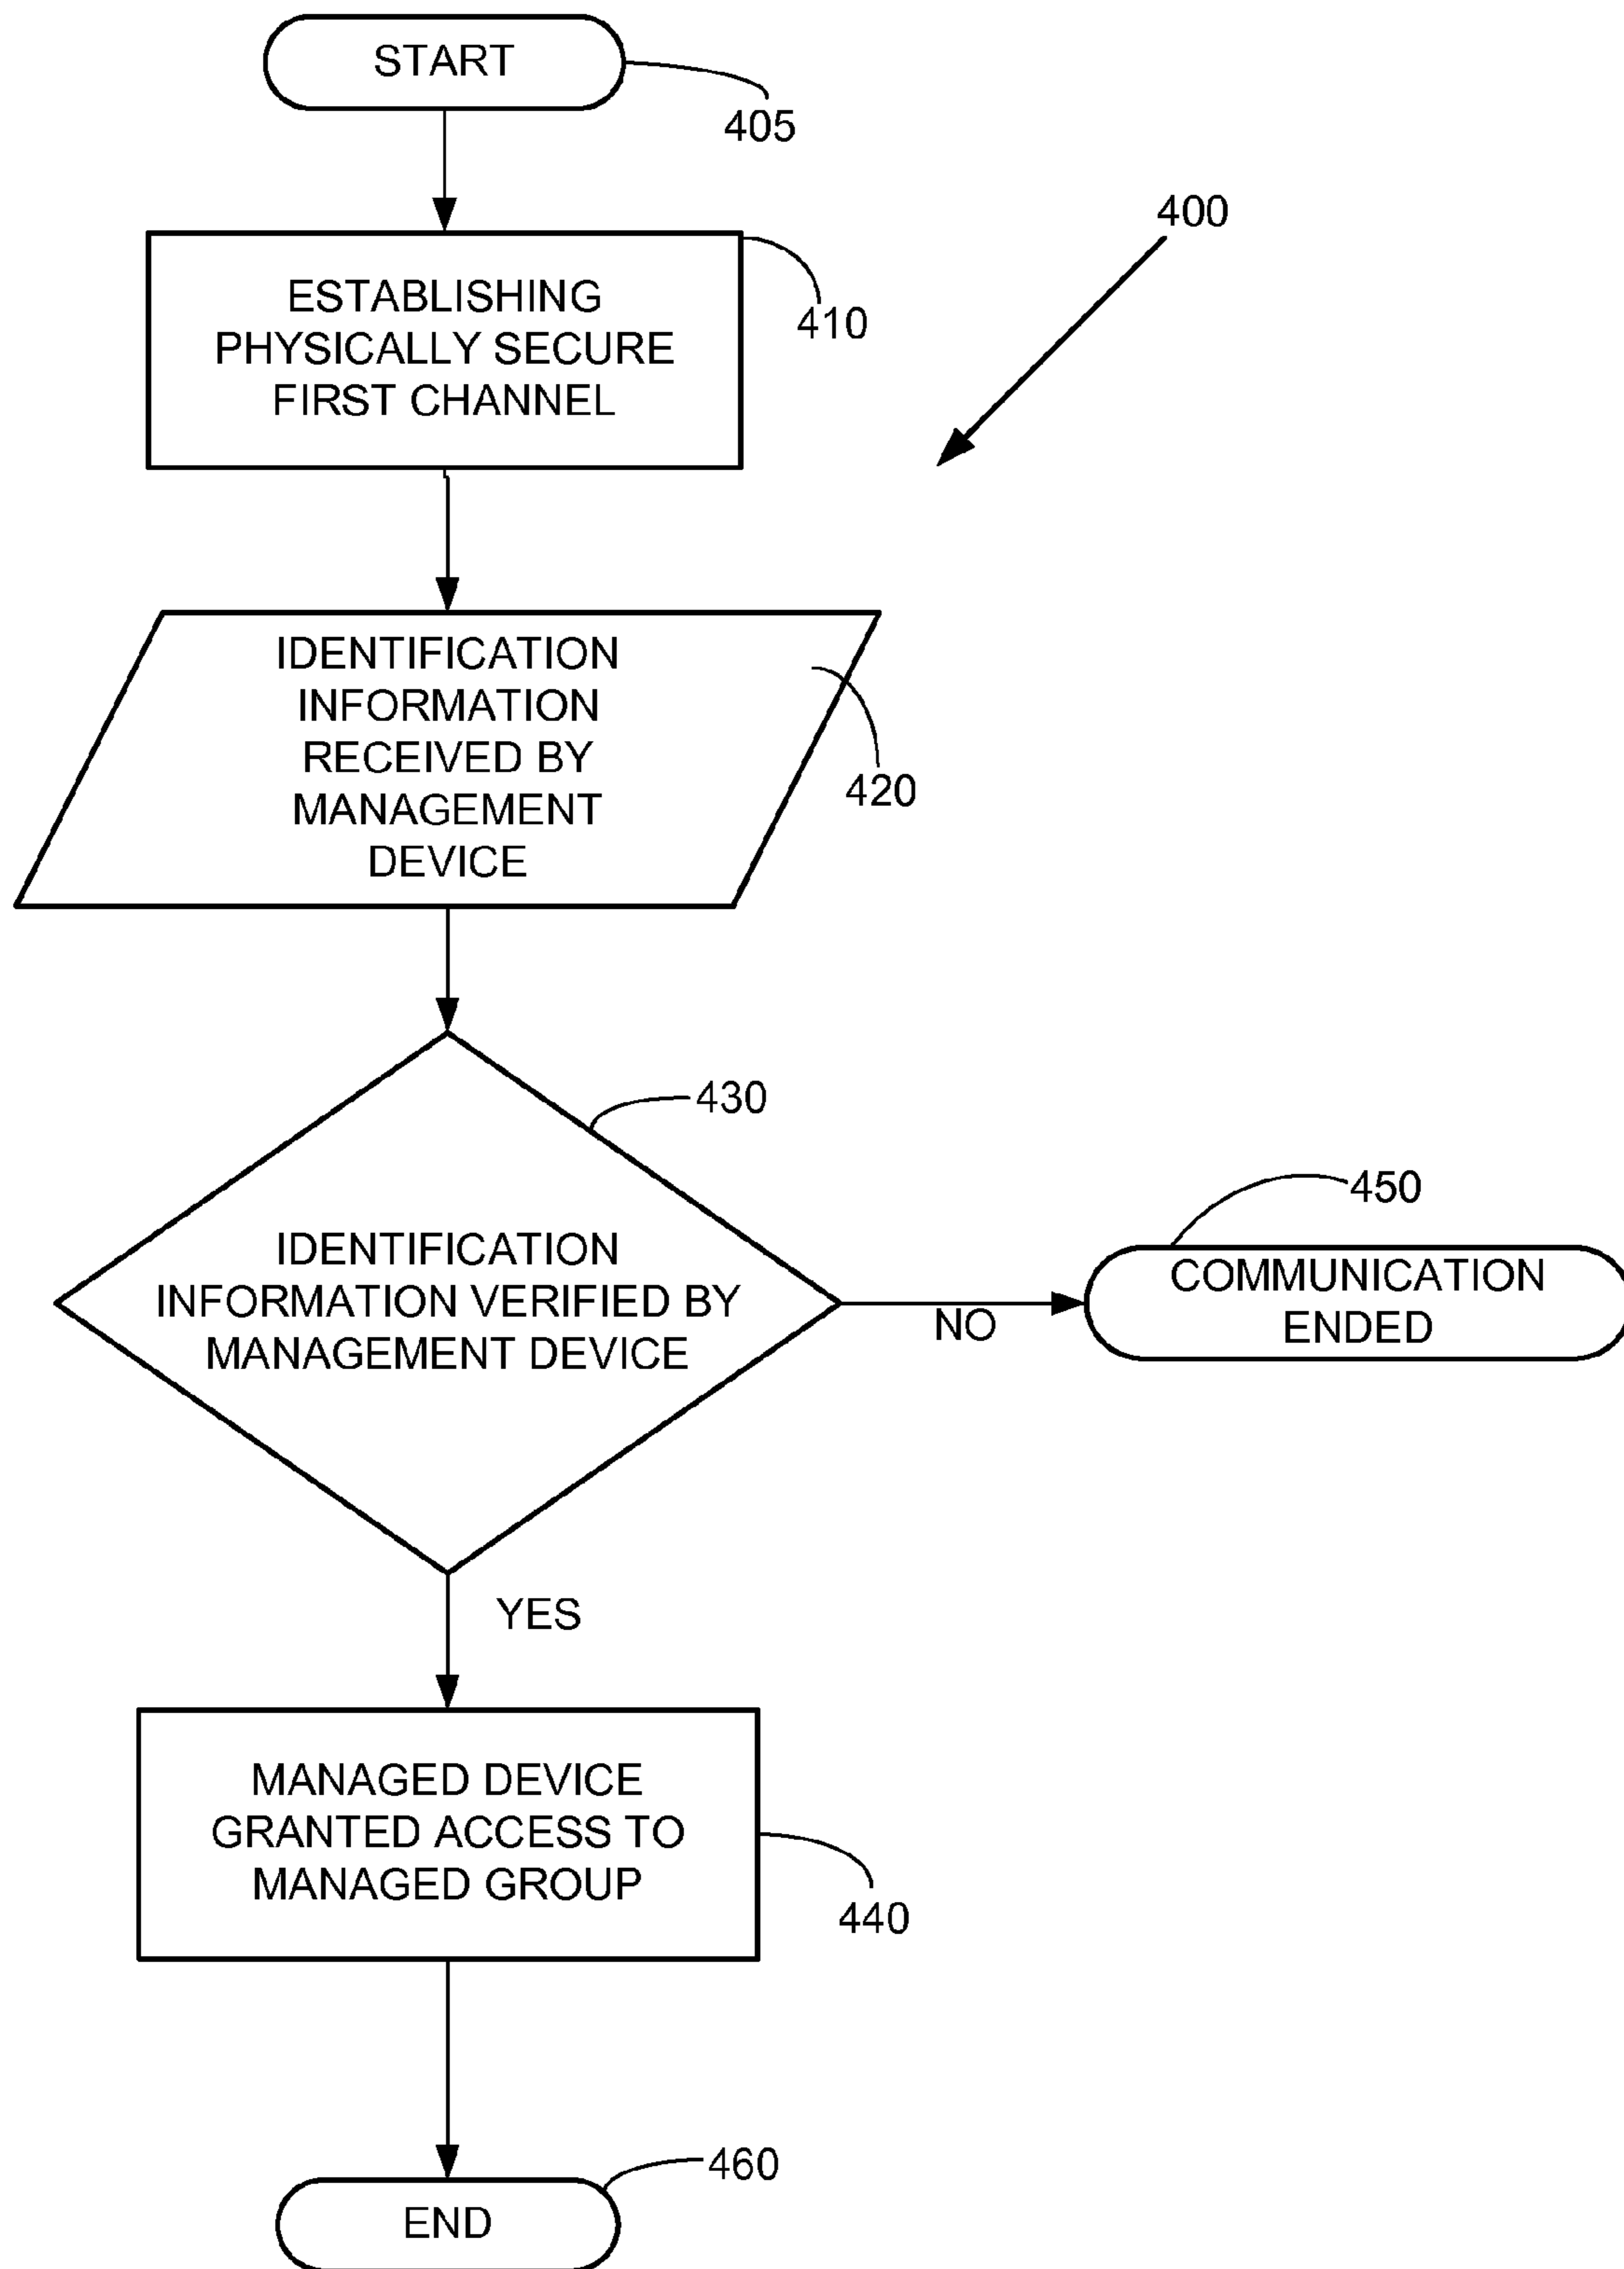 START
405
400
ESTABLISHING
PHYSICALLY SECURE
FIRST CHANNEL
410
IDENTIFICATION
INFORMATION
RECEIVED BY
MANAGEMENT
DEVICE
420
430
IDENTIFICATION
INFORMATION VERIFIED BY
MANAGEMENT DEVICE
NO
450
COMMUNICATION
ENDED
YES
MANAGED DEVICE
GRANTED ACCESS TO
MANAGED GROUP
440
460
END